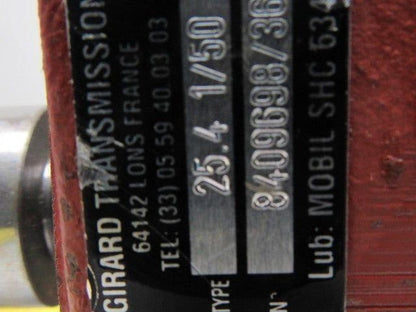 GIRARD TRANSMISSION
64142 LONS FRANCE
TEL: (33) 05 59 40 03 03
TYPE 25.4 1/50
N° 8409698/36
Lub: MOBIL SHC 634